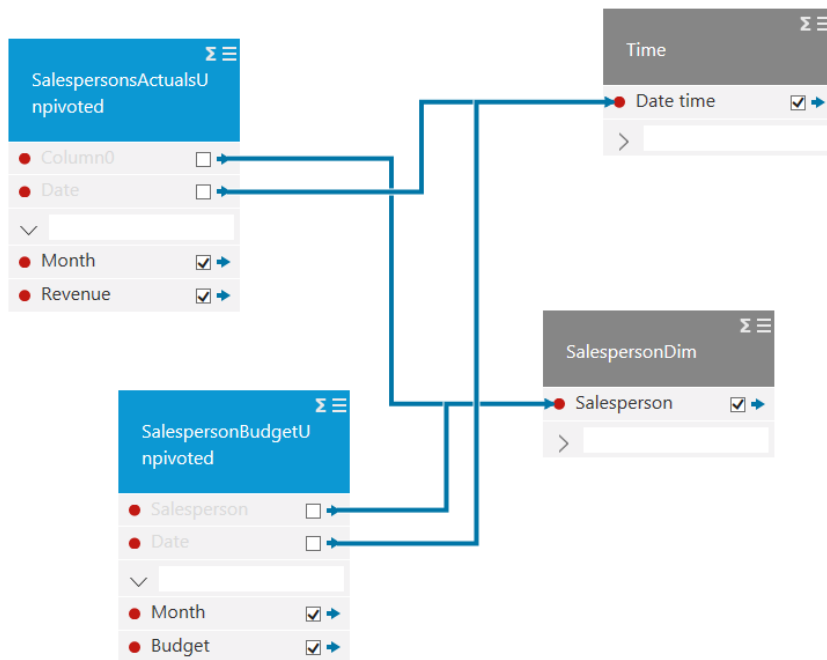 SalespersonsActualsU
npivoted
Column0
Date
Month
Revenue
Time
Date time
SalespersonDim
Salesperson
SalespersonBudgetU
npivoted
Salesperson
Date
Month
Budget